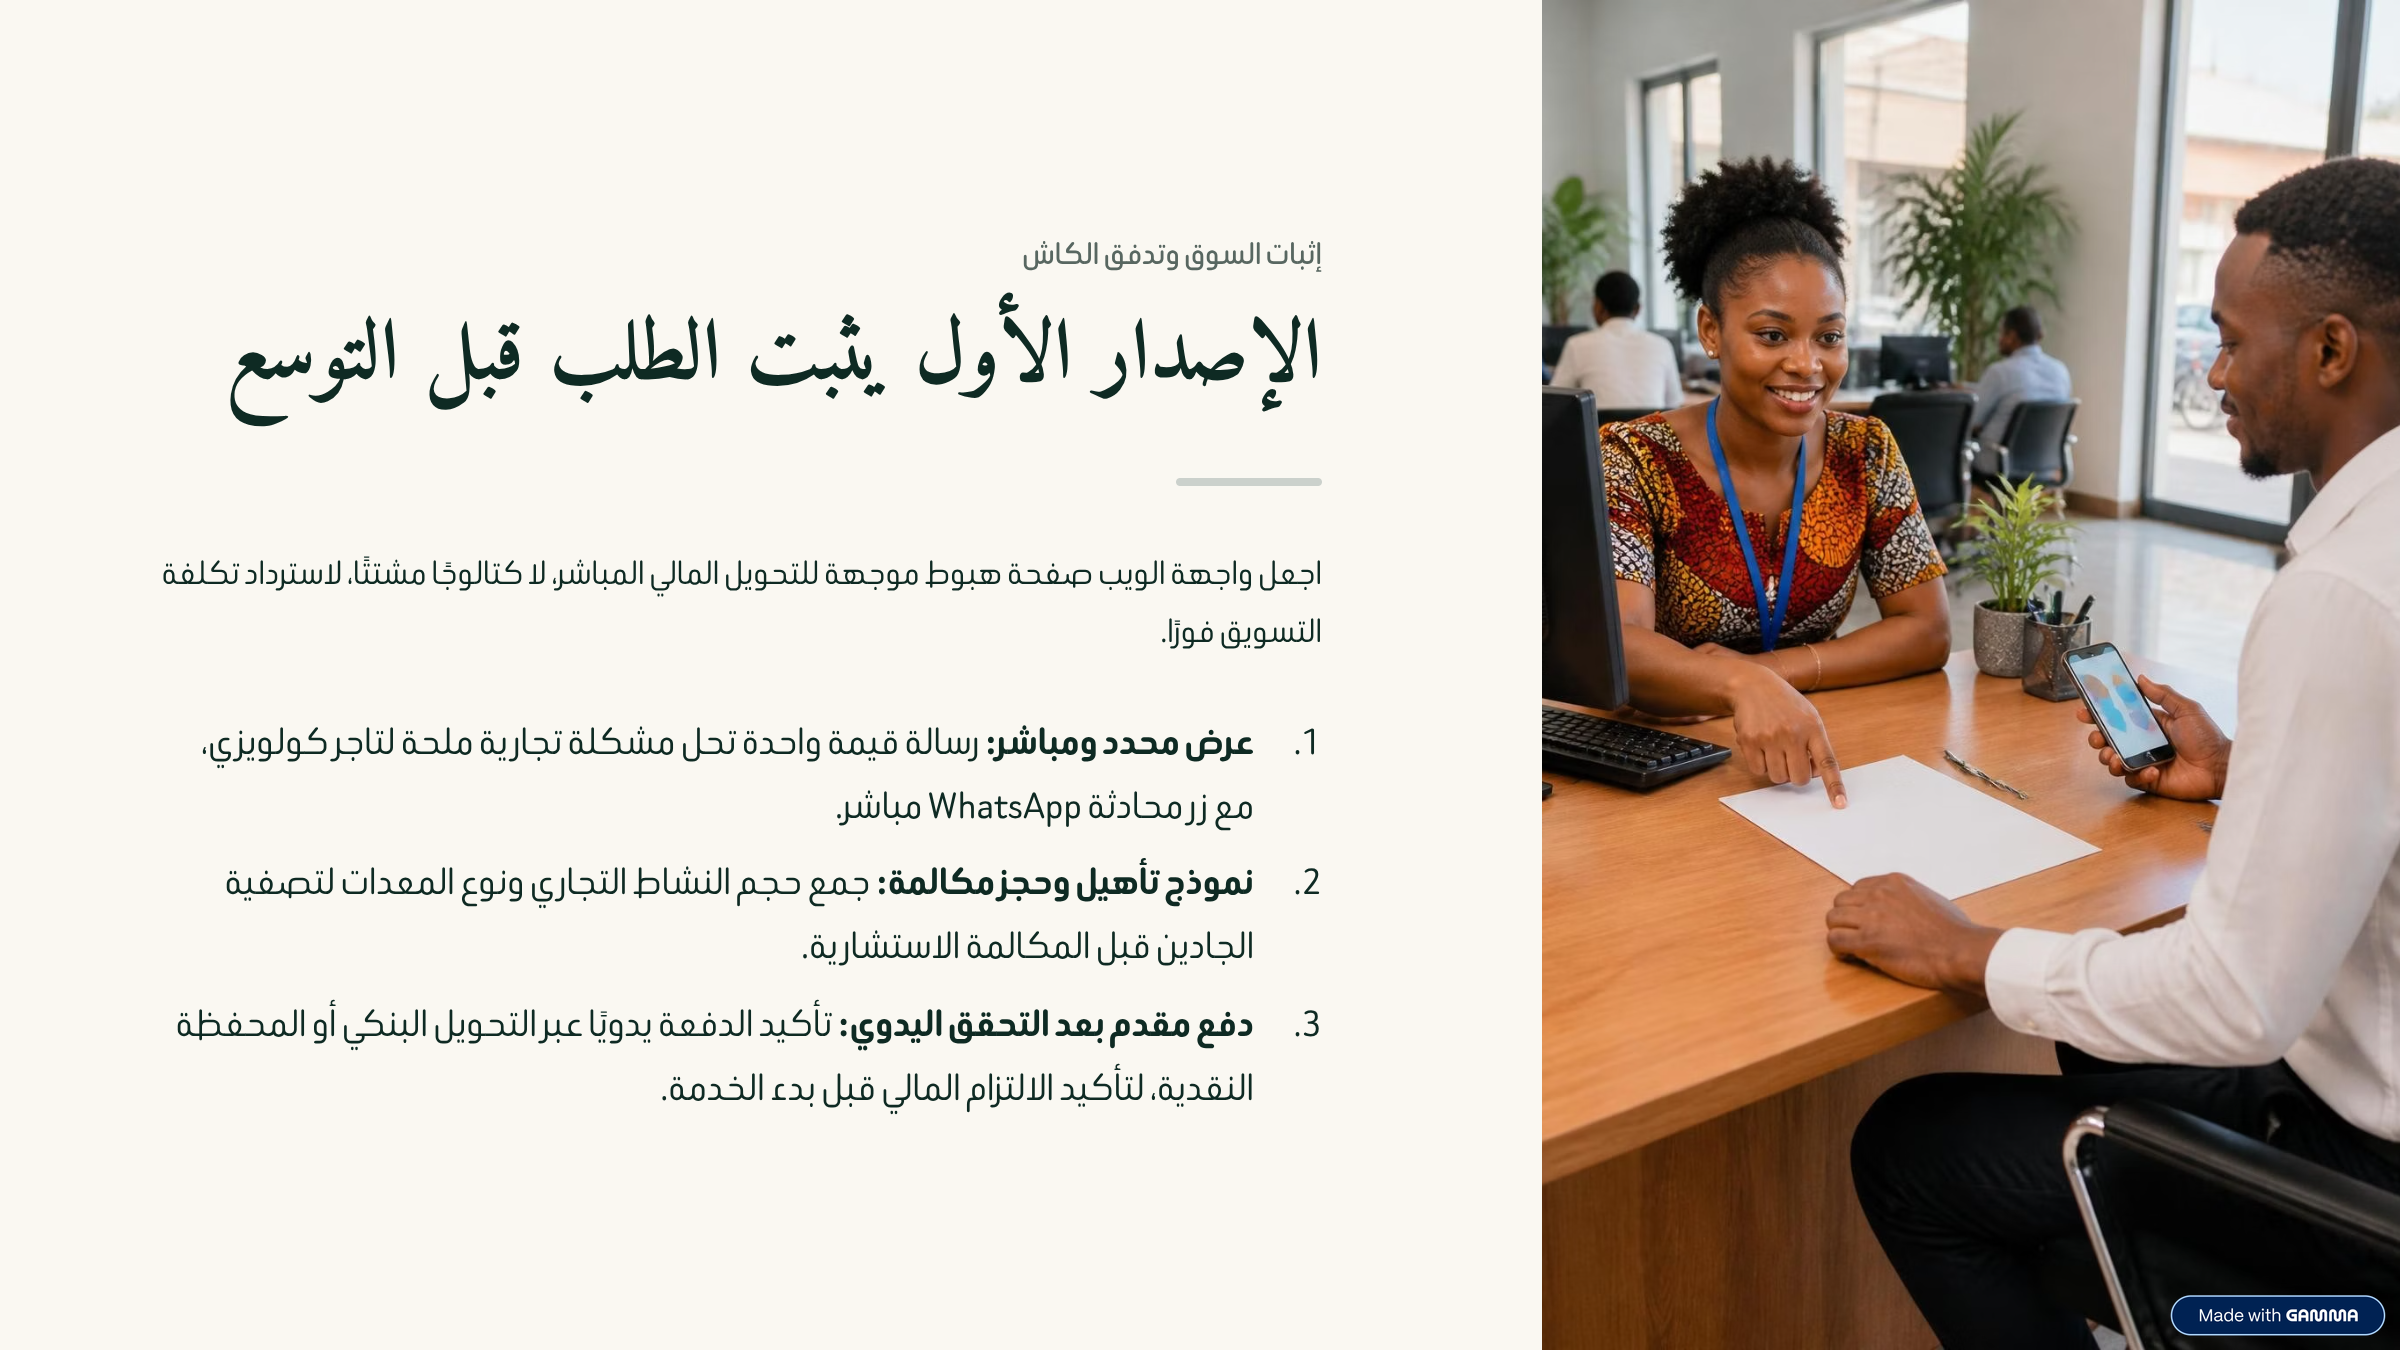 إثبات السوق وتدفق الكاش
الإصدار الأول يثبت الطلب قبل التوسع
اجعل واجهة الويب صفحة هبوط موجهة للتحويل المالي المباشر، لا كتالوجًا مشتتًا، لاسترداد تكلفة
التسويق فورًا.
1. عرض محدد ومباشر: رسالة قيمة واحدة تحل مشكلة تجارية ملحة لتاجر كولويزي،
مع زر محادثة WhatsApp مباشر.
2. نموذج تأهيل وحجز مكالمة: جمع حجم النشاط التجاري ونوع المعدات لتصفية
الجادين قبل المكالمة الاستشارية.
3. دفع مقدم بعد التحقق اليدوي: تأكيد الدفعة يدويًا عبر التحويل البنكي أو المحفظة
النقدية، لتأكيد الالتزام المالي قبل بدء الخدمة.
Made with GAMMA